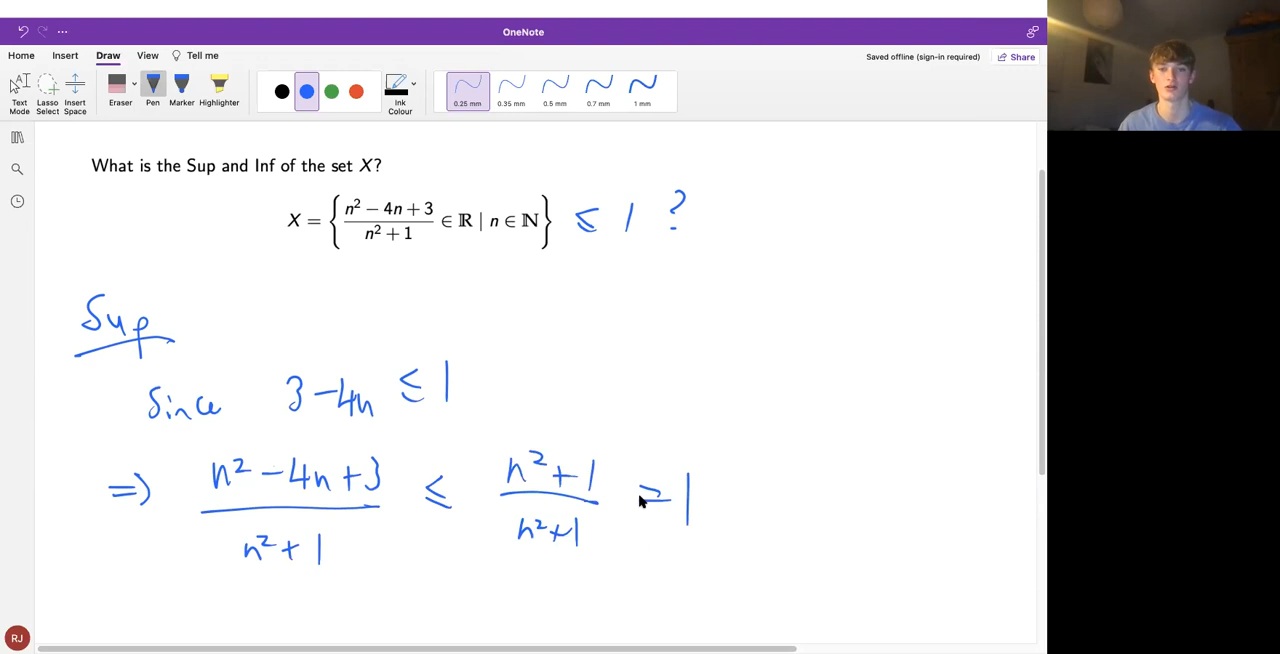 OneNote
Home Insert Draw View Tell me
Saved offline (sign-in required) Share
Text Mode Lasso Select Insert Space Eraser Pen Marker Highlighter Ink Colour 0.25 mm 0.35 mm 0.5 mm 0.7 mm 1 mm
What is the Sup and Inf of the set X?
X = { (n² − 4n + 3)/(n² + 1) ∈ ℝ | n ∈ ℕ } ≤ 1 ?
Sup
Since 3 − 4n ≤ 1
⇒ (n² − 4n + 3)/(n² + 1) ≤ (n² + 1)/(n² + 1) = 1
RJ